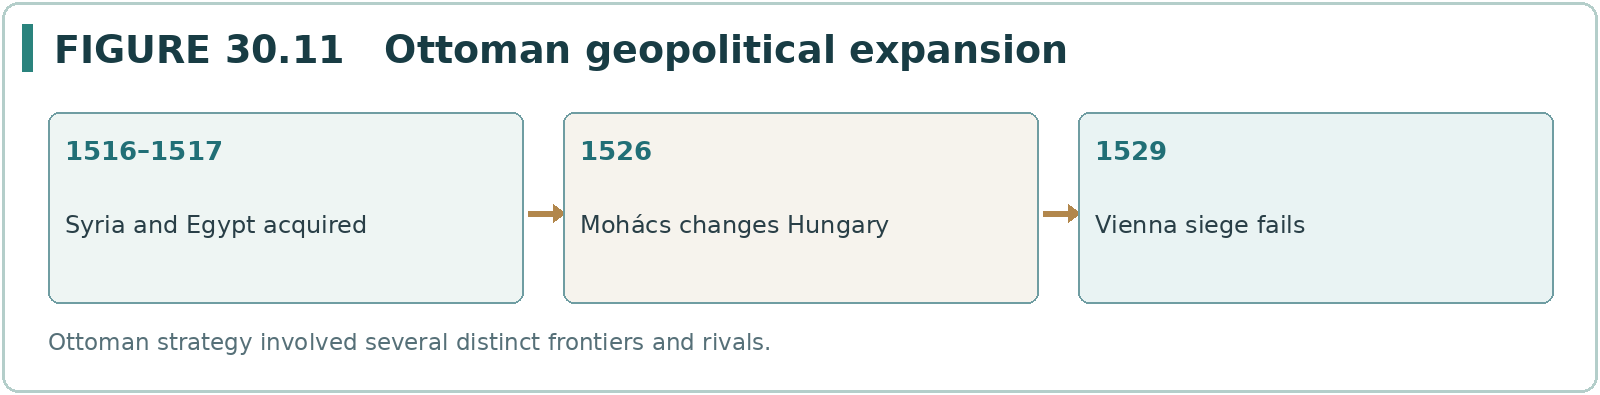 FIGURE 30.11 Ottoman geopolitical expansion
1516–1517
Syria and Egypt acquired
1526
Mohács changes Hungary
1529
Vienna siege fails
Ottoman strategy involved several distinct frontiers and rivals.